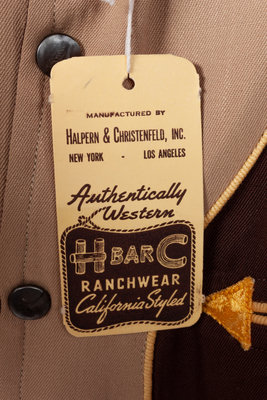 MANUFACTURED BY
HALPERN & CHRISTENFELD, INC.
NEW YORK - LOS ANGELES
Authentically
Western
H BAR C
RANCHWEAR
California Styled